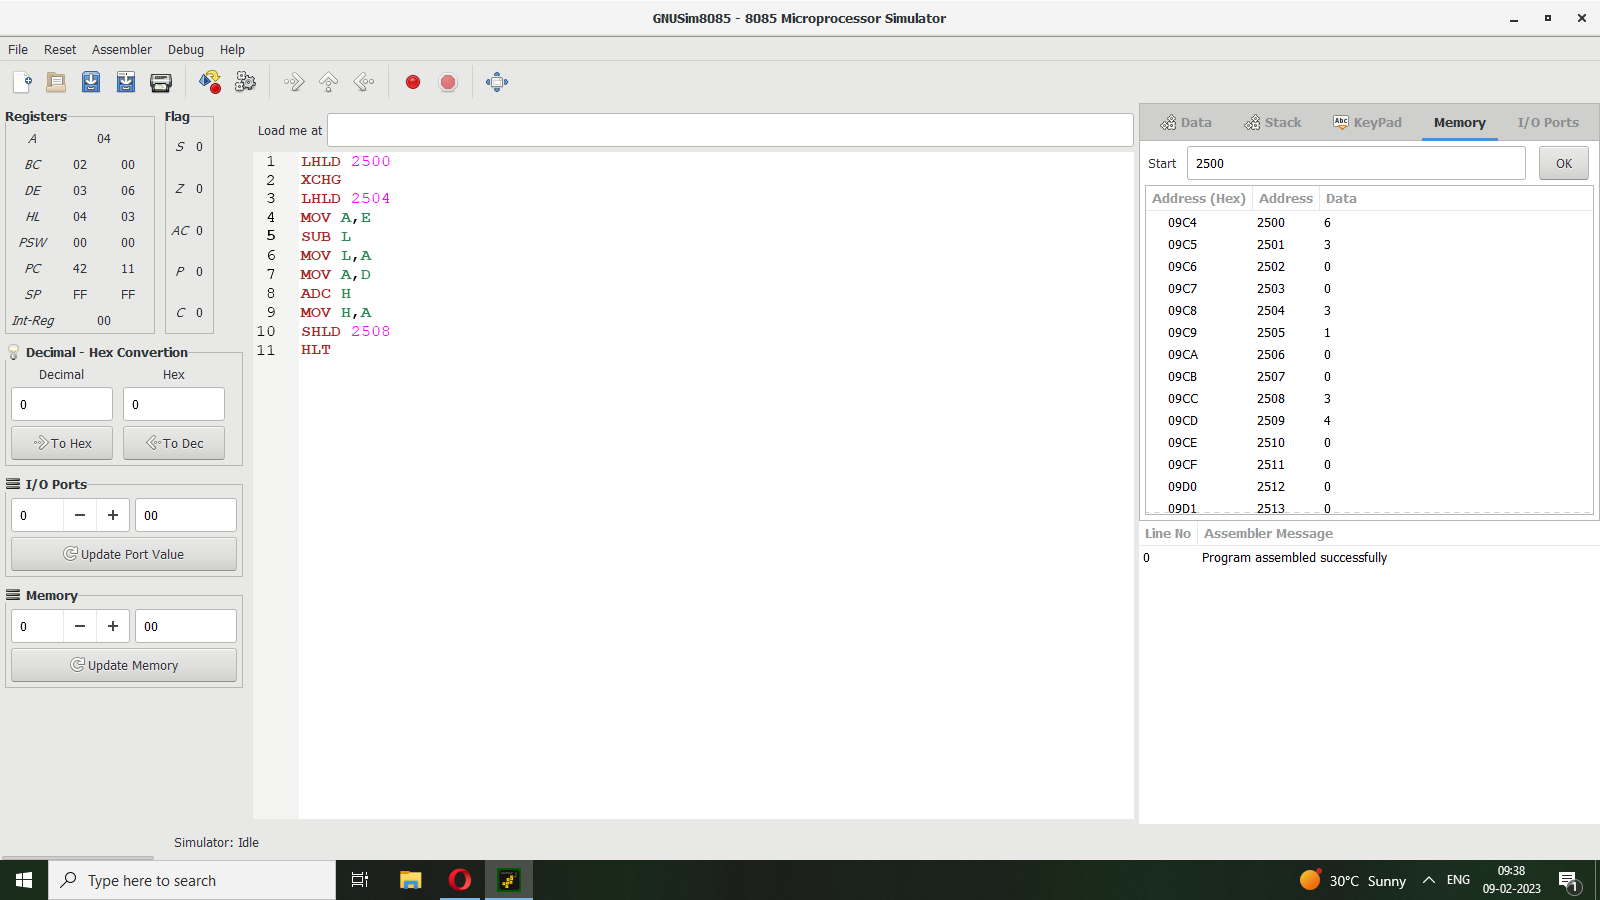 GNUSim8085 - 8085 Microprocessor Simulator
File Reset Assembler Debug Help
Registers
A 04
BC 02 00
DE 03 06
HL 04 03
PSW 00 00
PC 42 11
SP FF FF
Int-Reg 00
Flag
S 0
Z 0
AC 0
P 0
C 0
Decimal - Hex Convertion
Decimal Hex
0 0
To Hex To Dec
I/O Ports
0 00
Update Port Value
Memory
0 00
Update Memory
Load me at
1 LHLD 2500
2 XCHG
3 LHLD 2504
4 MOV A,E
5 SUB L
6 MOV L,A
7 MOV A,D
8 ADC H
9 MOV H,A
10 SHLD 2508
11 HLT
Data Stack Abc KeyPad Memory I/O Ports
Start 2500 OK
Address (Hex) Address Data
09C4 2500 6
09C5 2501 3
09C6 2502 0
09C7 2503 0
09C8 2504 3
09C9 2505 1
09CA 2506 0
09CB 2507 0
09CC 2508 3
09CD 2509 4
09CE 2510 0
09CF 2511 0
09D0 2512 0
09D1 2513 0
Line No Assembler Message
0 Program assembled successfully
Simulator: Idle
Type here to search
30°C Sunny
ENG
09:38
09-02-2023
1